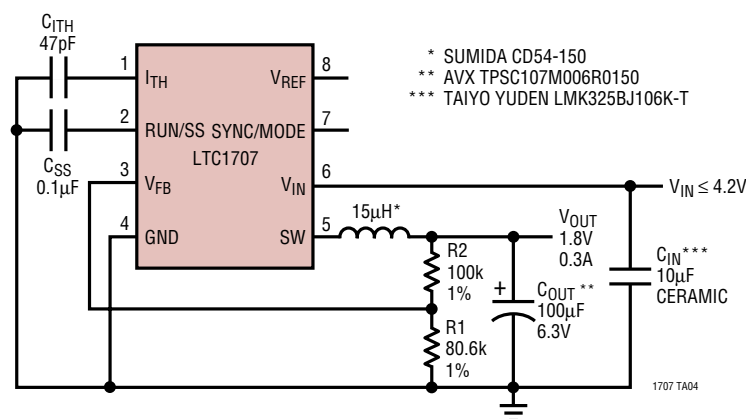 C_ITH
47pF
1
I_TH
V_REF
8
2
RUN/SS
SYNC/MODE
7
LTC1707
C_SS
0.1µF
3
V_FB
V_IN
6
4
GND
SW
5
* SUMIDA CD54-150
** AVX TPSC107M006R0150
*** TAIYO YUDEN LMK325BJ106K-T
V_IN ≤ 4.2V
15µH*
V_OUT
1.8V
0.3A
R2
100k
1%
+
C_OUT**
100µF
6.3V
C_IN***
10µF
CERAMIC
R1
80.6k
1%
1707 TA04